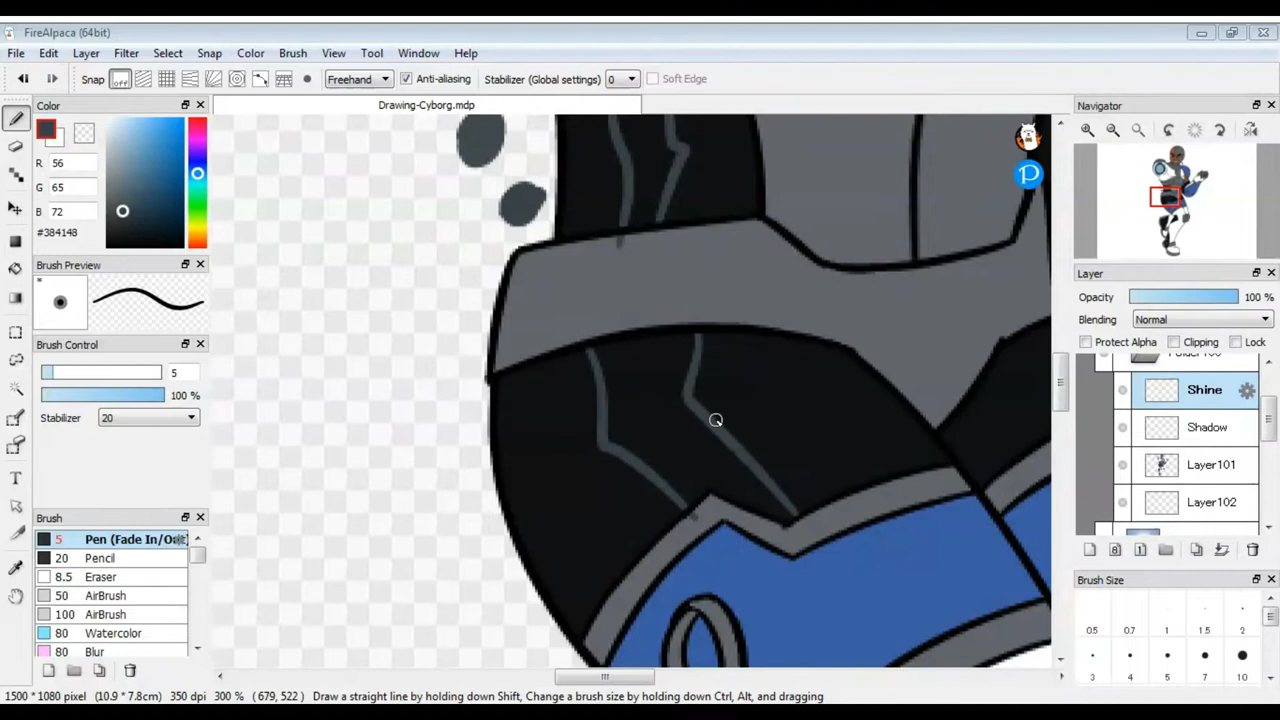 FireAlpaca (64bit)
File Edit Layer Filter Select Snap Color Brush View Tool Window Help
Snap off Freehand Anti-aliasing Stabilizer (Global settings) 0 Soft Edge
Color
Drawing-Cyborg.mdp
Navigator
R 56
G 65
B 72
#384148
Brush Preview
Brush Control
5
100 %
Stabilizer 20
Brush
5 Pen (Fade In/Out)
20 Pencil
8.5 Eraser
50 AirBrush
100 AirBrush
80 Watercolor
80 Blur
P
Layer
Opacity 100 %
Blending Normal
Protect Alpha Clipping Lock
Shine
Shadow
Layer101
Layer102
8 1
Brush Size
0.5 0.7 1 1.5 2
3 4 5 7 10
1500 * 1080 pixel (10.9 * 7.8cm) 350 dpi 300 % ( 679, 522 ) Draw a straight line by holding down Shift, Change a brush size by holding down Ctrl, Alt, and dragging